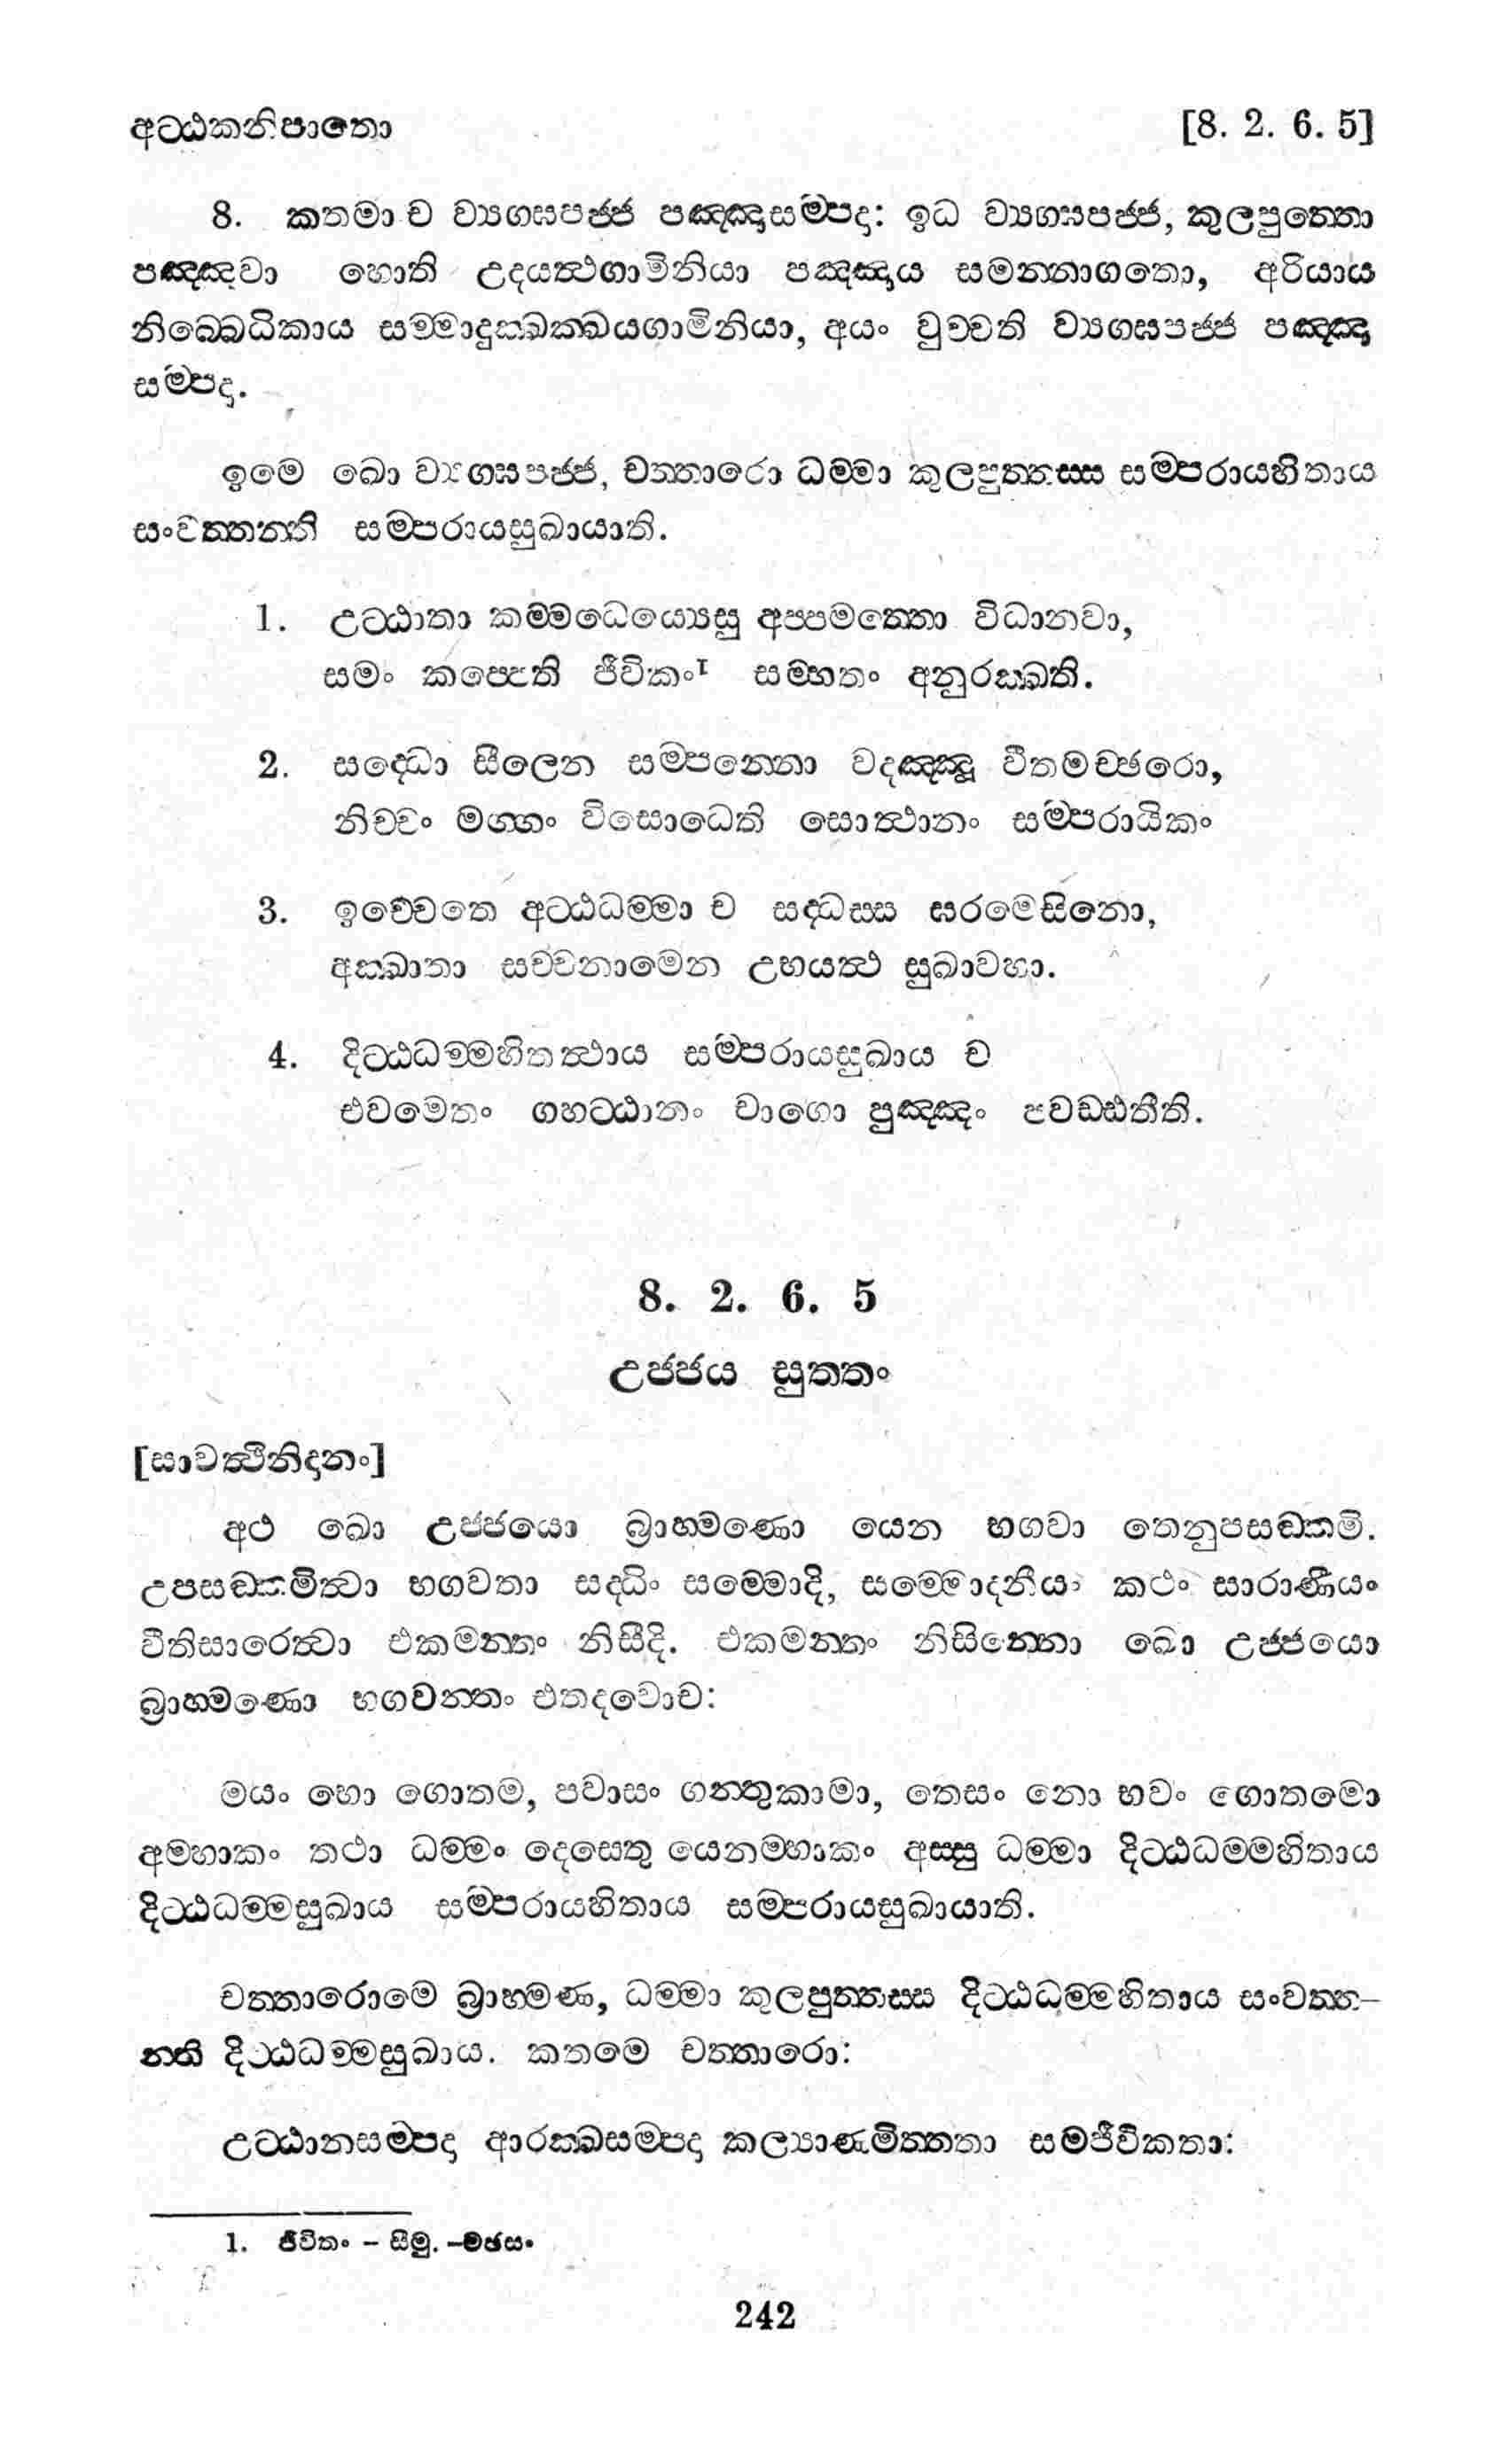 අට්ඨකනිපාතො [8. 2. 6. 5]
8. කතමා ච ව්‍යග්ඝපජ්ජ පඤ්ඤාසම්පදා: ඉධ ව්‍යග්ඝපජ්ජ, කුලපුත්තො
පඤ්ඤවා හොති උදයත්ථගාමිනියා පඤ්ඤාය සමන්නාගතො, අරියාය
නිබ්බෙධිකාය සම්මාදුක්ඛක්ඛයගාමිනියා, අයං වුච්චති ව්‍යග්ඝපජ්ජ පඤ්ඤා
සම්පදා.
ඉමෙ ඛො ව්‍යග්ඝපජ්ජ, චත්තාරො ධම්මා කුලපුත්තස්ස සම්පරායහිතාය
සංවත්තන්ති සම්පරායසුඛායාති.
1. උට්ඨාතා කම්මධෙය්‍යෙසු අප්පමත්තො විධානවා,
සමං කප්පෙති ජීවිකං¹ සම්භතං අනුරක්ඛති.
2. සද්ධො සීලෙන සම්පන්නො වදඤ්ඤූ වීතමච්ඡරො,
නිච්චං මග්ගං විසොධෙති සොත්ථානං සම්පරායිකං
3. ඉච්චෙතෙ අට්ඨධම්මා ච සද්ධස්ස ඝරමෙසිනො,
අක්ඛාතා සච්චනාමෙන උභයත්ථ සුඛාවහා.
4. දිට්ඨධම්මහිතත්ථාය සම්පරායසුඛාය ච
එවමෙතං ගහට්ඨානං චාගො පුඤ්ඤං පවඩ්ඪතීති.
8. 2. 6. 5
උජ්ජය සුත්තං
[සාවත්ථිනිදානං]
අථ ඛො උජ්ජයො බ්‍රාහ්මණො යෙන භගවා තෙනුපසඞ්කමි.
උපසඞ්කමිත්වා භගවතා සද්ධිං සම්මොදි, සම්මොදනීයං කථං සාරාණීයං
වීතිසාරෙත්වා එකමන්තං නිසීදි. එකමන්තං නිසින්නො ඛො උජ්ජයො
බ්‍රාහ්මණො භගවන්තං එතදවොච:
මයං භො ගොතම, පවාසං ගන්තුකාමා, තෙසං නො භවං ගොතමො
අම්හාකං තථා ධම්මං දෙසෙතු යෙනම්හාකං අස්සු ධම්මා දිට්ඨධම්මහිතාය
දිට්ඨධම්මසුඛාය සම්පරායහිතාය සම්පරායසුඛායාති.
චත්තාරොමෙ බ්‍රාහ්මණ, ධම්මා කුලපුත්තස්ස දිට්ඨධම්මහිතාය සංවත්ත-
න්ති දිට්ඨධම්මසුඛාය. කතමෙ චත්තාරො:
උට්ඨානසම්පදා ආරක්ඛසම්පදා කල්‍යාණමිත්තතා සමජීවිකතා:
1. ජීවිතං - සීමු. -මඡසං
242